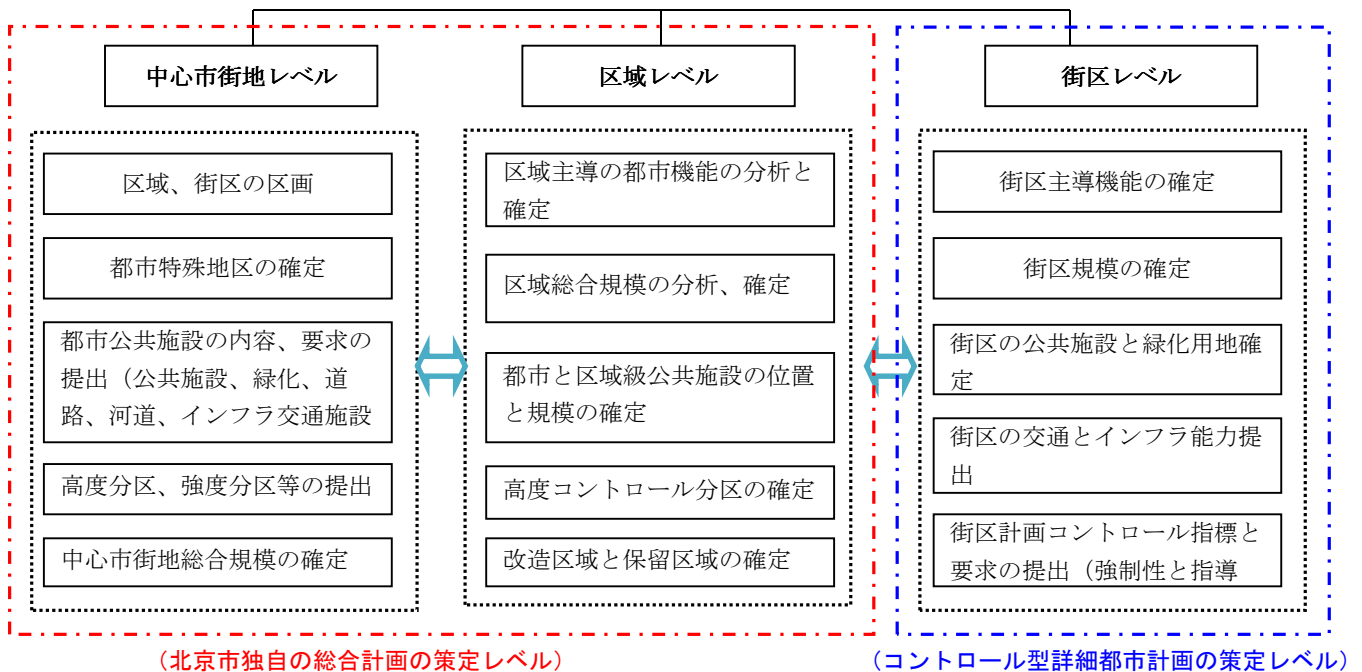 中心市街地レベル
区域、街区の区画
都市特殊地区の確定
都市公共施設の内容、要求の
提出（公共施設、緑化、道
路、河道、インフラ交通施設
高度分区、強度分区等の提出
中心市街地総合規模の確定
区域レベル
区域主導の都市機能の分析と
確定
区域総合規模の分析、確定
都市と区域級公共施設の位置
と規模の確定
高度コントロール分区の確定
改造区域と保留区域の確定
（北京市独自の総合計画の策定レベル）
街区レベル
街区主導機能の確定
街区規模の確定
街区の公共施設と緑化用地確
定
街区の交通とインフラ能力提
出
街区計画コントロール指標と
要求の提出（強制性と指導
（コントロール型詳細都市計画の策定レベル）